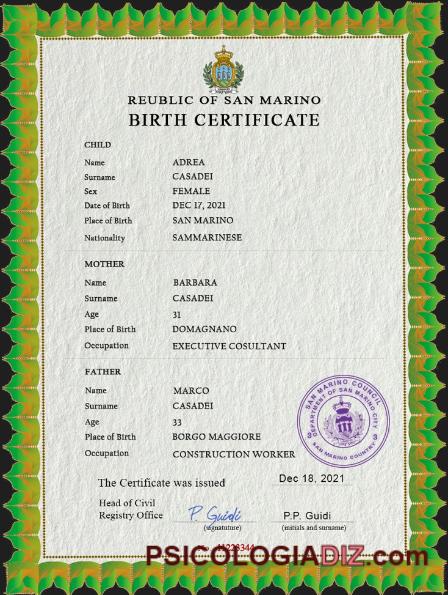 REUBLIC OF SAN MARINO
BIRTH CERTIFICATE
CHILD
Name ADREA
Surname CASADEI
Sex FEMALE
Date of Birth DEC 17, 2021
Place of Birth SAN MARINO
Nationality SAMMARINESE
MOTHER
Name BARBARA
Surname CASADEI
Age 31
Place of Birth DOMAGNANO
Occupation EXECUTIVE COSULTANT
FATHER
Name MARCO
Surname CASADEI
Age 33
Place of Birth BORGO MAGGIORE
Occupation CONSTRUCTION WORKER
SAN MARINO COUNCIL
DEPARTMENT OF SAN MARINO CITY
SAN MARINO COUNTRY
The Certificate was issued Dec 18, 2021
Head of Civil
Registry Office P. Guidi P.P. Guidi
(signature) (initials and surname)
PSICOLOGIADIZ.com